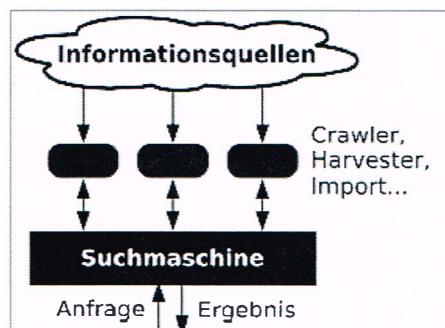 Informationsquellen
Crawler,
Harvester,
Import...
Suchmaschine
Anfrage Ergebnis